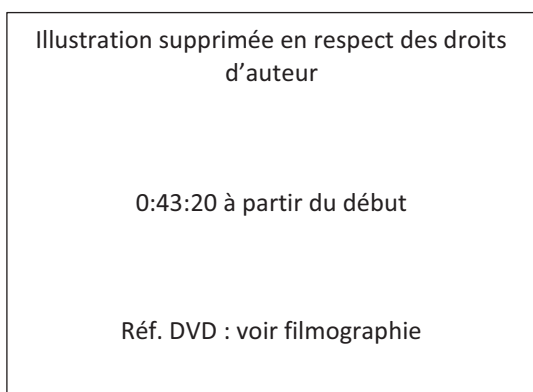 Illustration supprimée en respect des droits
d’auteur
0:43:20 à partir du début
Réf. DVD : voir filmographie